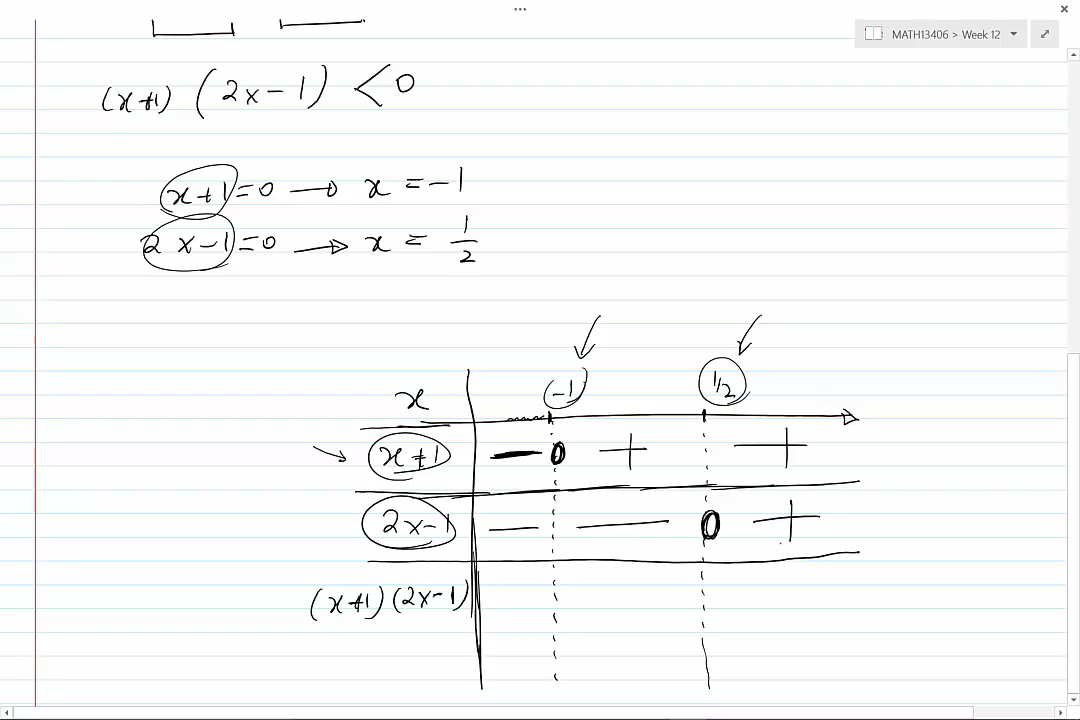 MATH13406 > Week 12
(x+1) (2x-1) <0
x+1=0 → x = -1
2x-1=0 → x = 1/2
x -1 1/2
x+1 - 0 + +
2x-1 - - 0 +
(x+1)(2x-1)